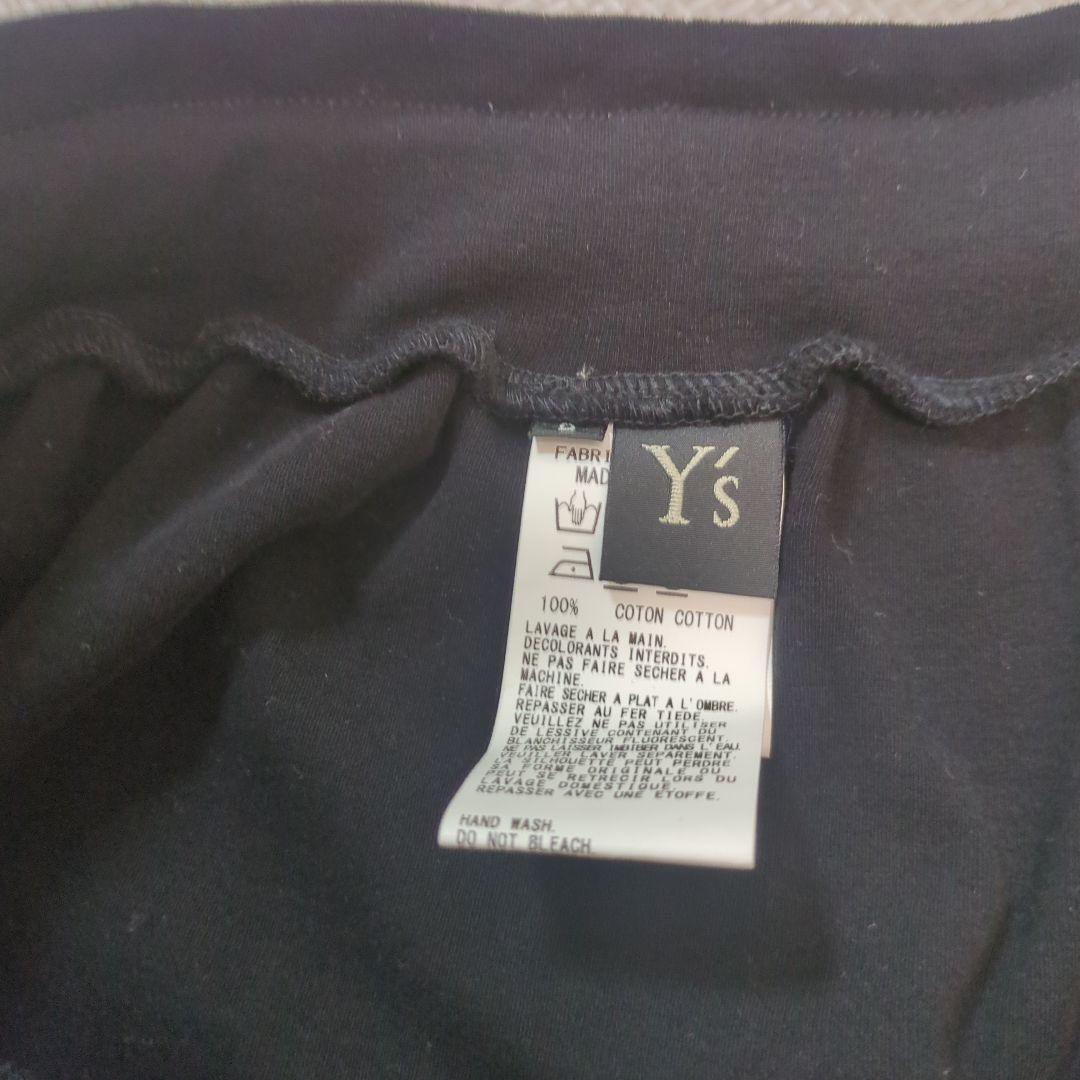 Y's
FABRI
MAD
100% COTON COTTON
LAVAGE A LA MAIN.
DECOLORANTS INTERDITS.
NE PAS FAIRE SECHER A LA
MACHINE.
FAIRE SECHER A PLAT A L'OMBRE.
REPASSER AU FER TIEDE.
VEUILLEZ NE PAS UTILISER
DE LESSIVE CONTENANT DU
BLANCHISSEUR FLUORESCENT.
NE PAS LAISSER IMBIBER DANS L'EAU.
VEUILLER LAVER SEPAREMENT.
LA SILHOUETTE PEUT PERDRE
SA FORME ORIGINALE OU
PEUT SE RETRECIR LORS DU
LAVAGE DOMESTIQUE.
REPASSER AVEC UNE ETOFFE.
HAND WASH.
DO NOT BLEACH